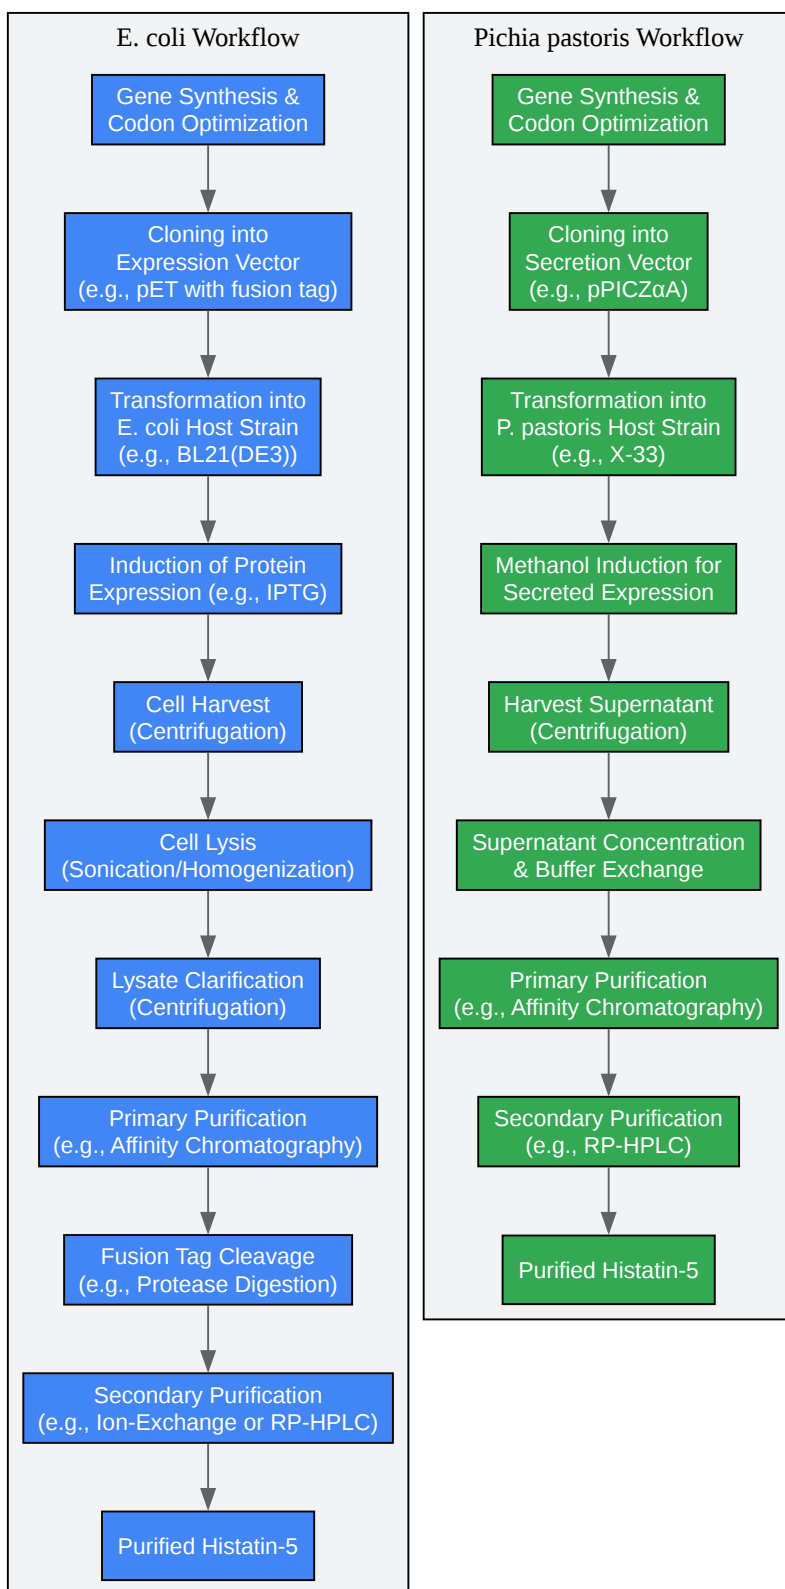 E. coli Workflow
Gene Synthesis &
Codon Optimization
Cloning into
Expression Vector
(e.g., pET with fusion tag)
Transformation into
E. coli Host Strain
(e.g., BL21(DE3))
Induction of Protein
Expression (e.g., IPTG)
Cell Harvest
(Centrifugation)
Cell Lysis
(Sonication/Homogenization)
Lysate Clarification
(Centrifugation)
Primary Purification
(e.g., Affinity Chromatography)
Fusion Tag Cleavage
(e.g., Protease Digestion)
Secondary Purification
(e.g., Ion-Exchange or RP-HPLC)
Purified Histatin-5
Pichia pastoris Workflow
Gene Synthesis &
Codon Optimization
Cloning into
Secretion Vector
(e.g., pPICZαA)
Transformation into
P. pastoris Host Strain
(e.g., X-33)
Methanol Induction for
Secreted Expression
Harvest Supernatant
(Centrifugation)
Supernatant Concentration
& Buffer Exchange
Primary Purification
(e.g., Affinity Chromatography)
Secondary Purification
(e.g., RP-HPLC)
Purified Histatin-5